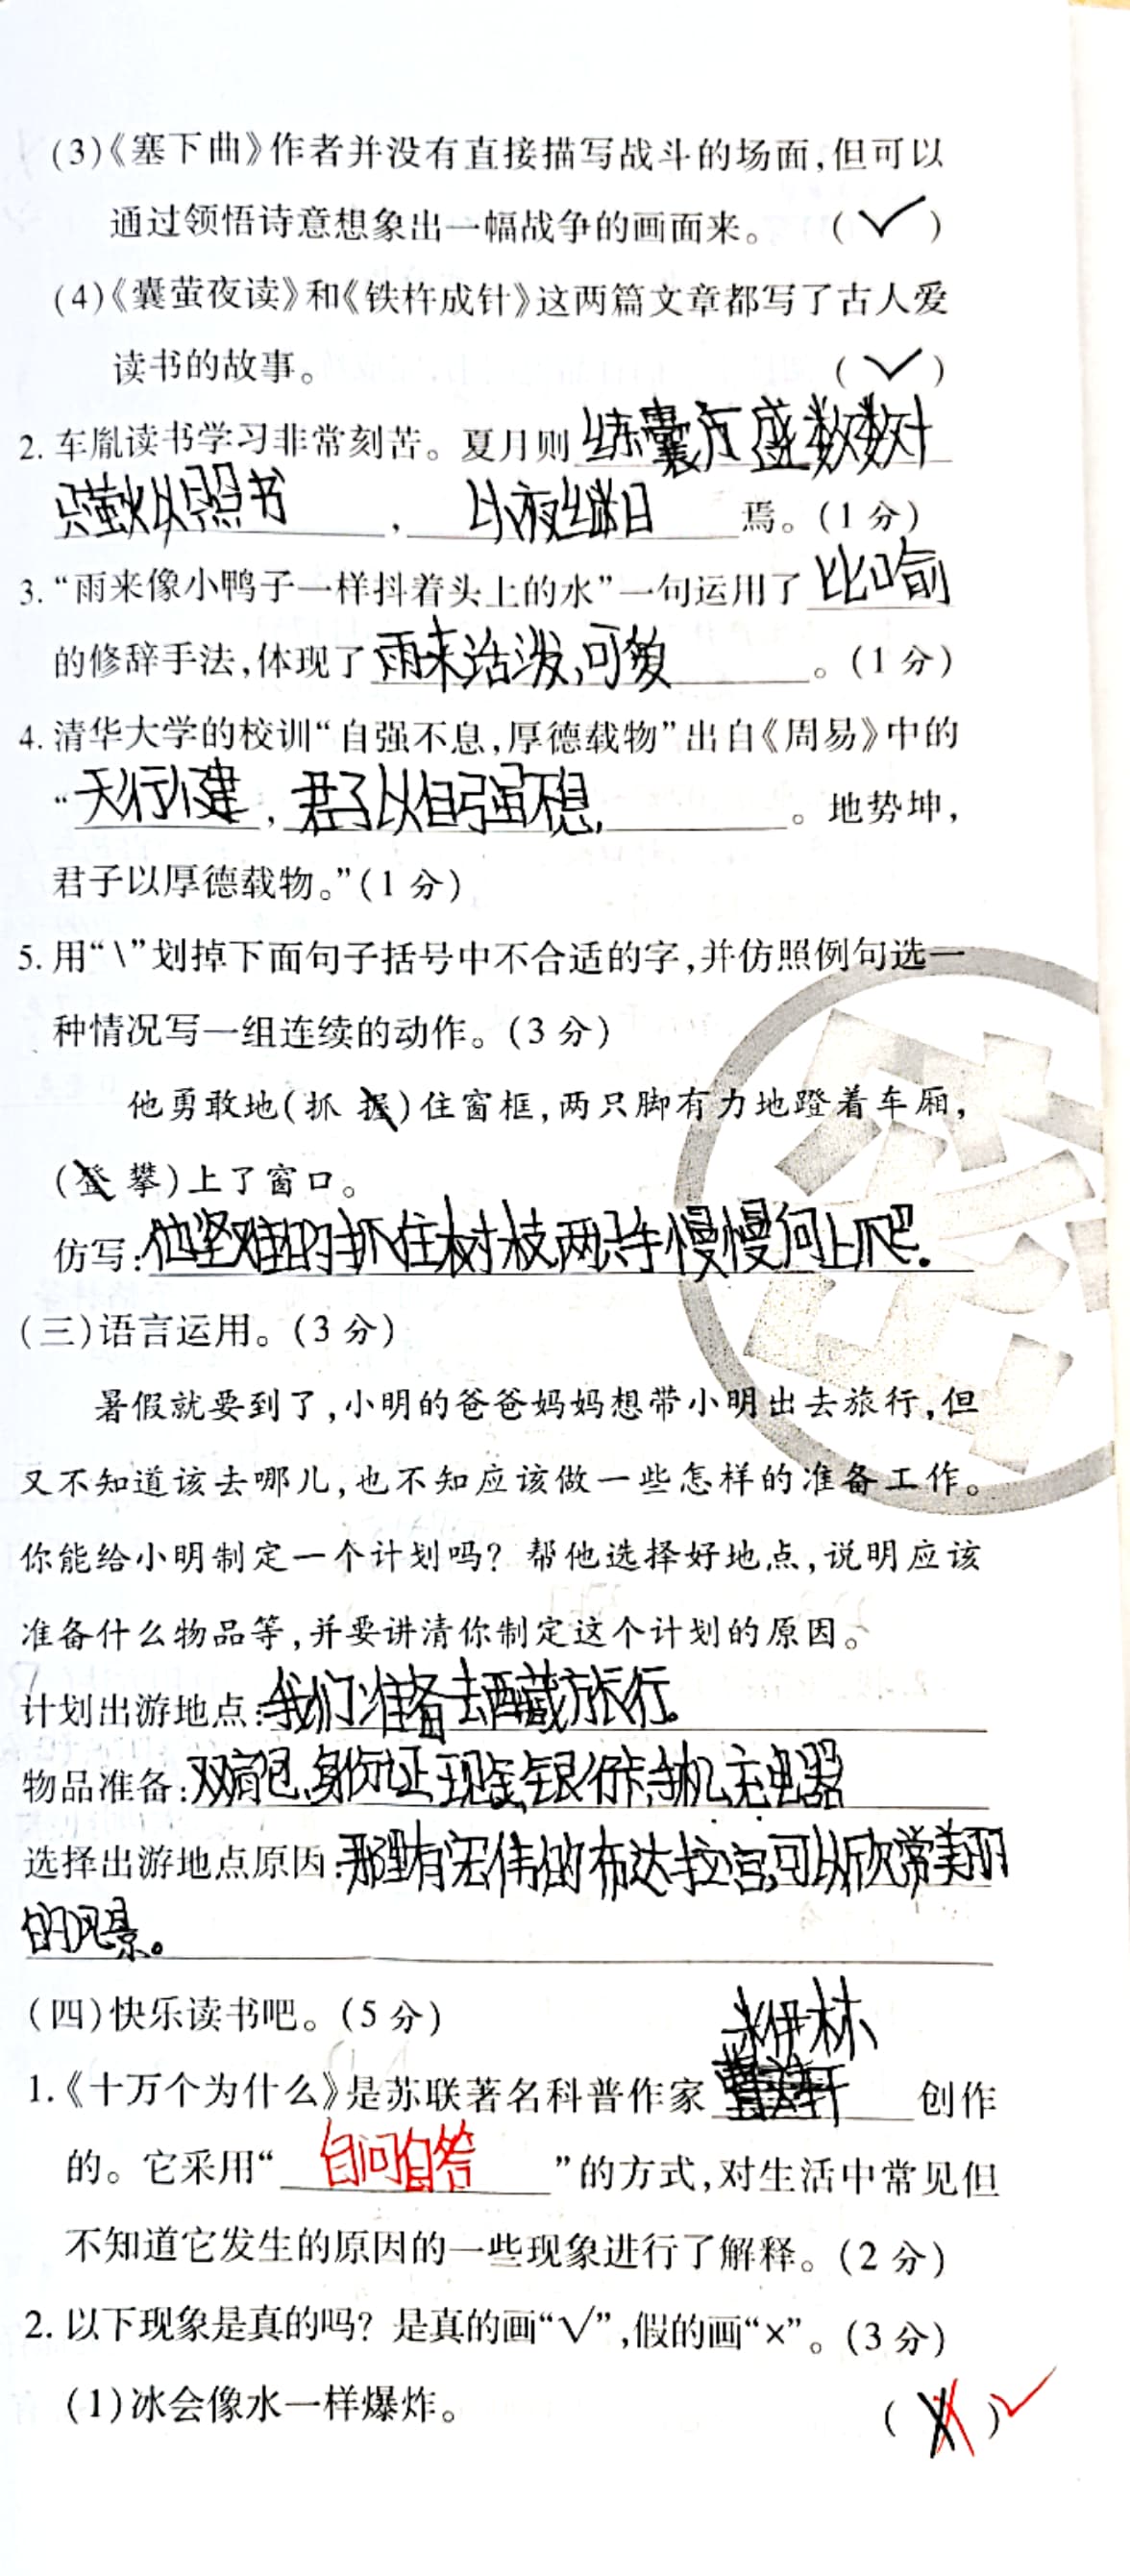 (3)《塞下曲》作者并没有直接描写战斗的场面,但可以
通过领悟诗意想象出一幅战争的画面来。 (✓)
(4)《囊萤夜读》和《铁杵成针》这两篇文章都写了古人爱
读书的故事。 (✓)
2. 车胤读书学习非常刻苦。夏月则练囊方盛数数十
只萤火以照书,以夜继日焉。(1分)
3. “雨来像小鸭子一样抖着头上的水”一句运用了比喻
的修辞手法,体现了雨来活泼,可爱。(1分)
4. 清华大学的校训“自强不息,厚德载物”出自《周易》中的
“天行健,君子以自强不息,。地势坤,
君子以厚德载物。”(1分)
5. 用“\”划掉下面句子括号中不合适的字,并仿照例句选一
种情况写一组连续的动作。(3分)
他勇敢地(抓 握)住窗框,两只脚有力地蹬着车厢,
(登 攀)上了窗口。
仿写:他坚难的抓住树枝,两只手慢慢向上爬.
(三)语言运用。(3分)
暑假就要到了,小明的爸爸妈妈想带小明出去旅行,但
又不知道该去哪儿,也不知应该做一些怎样的准备工作。
你能给小明制定一个计划吗?帮他选择好地点,说明应该
准备什么物品等,并要讲清你制定这个计划的原因。
计划出游地点:我们准备去西藏旅行。
物品准备:双肩包,身份证,现金,银行卡,手机,充电器
选择出游地点原因:那里有宏伟的布达拉宫,可以欣常美丽
的风景。
(四)快乐读书吧。(5分)
米伊林
1.《十万个为什么》是苏联著名科普作家 创作
的。它采用“自问自答”的方式,对生活中常见但
不知道它发生的原因的一些现象进行了解释。(2分)
2. 以下现象是真的吗?是真的画“√”,假的画“×”。(3分)
(1)冰会像水一样爆炸。 (×)✓